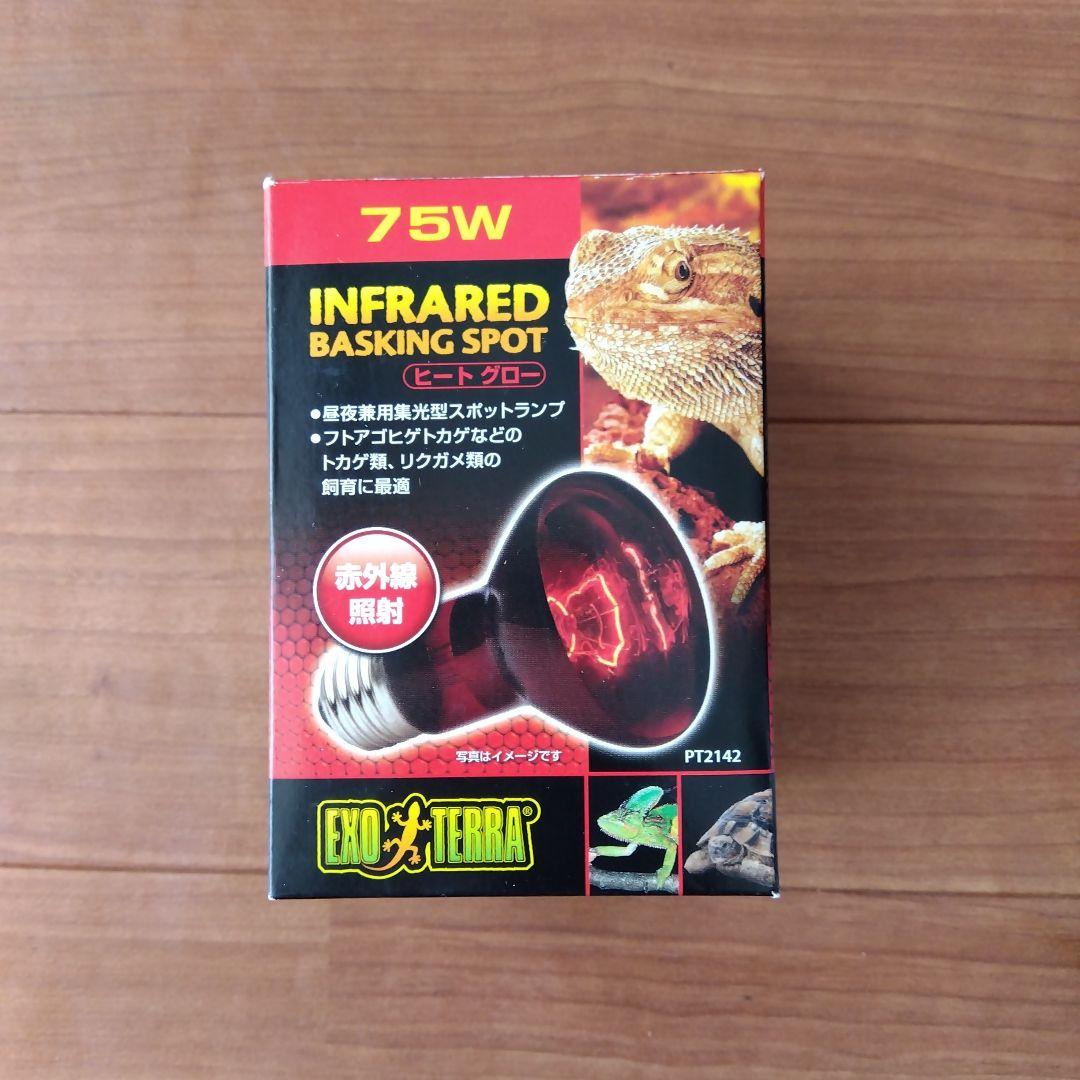 75W
INFRARED
BASKING SPOT
ヒート グロー
●昼夜兼用集光型スポットランプ
●フトアゴヒゲトカゲなどの
トカゲ類、リクガメ類の
飼育に最適
赤外線
照射
写真はイメージです
PT2142
EXO TERRA®